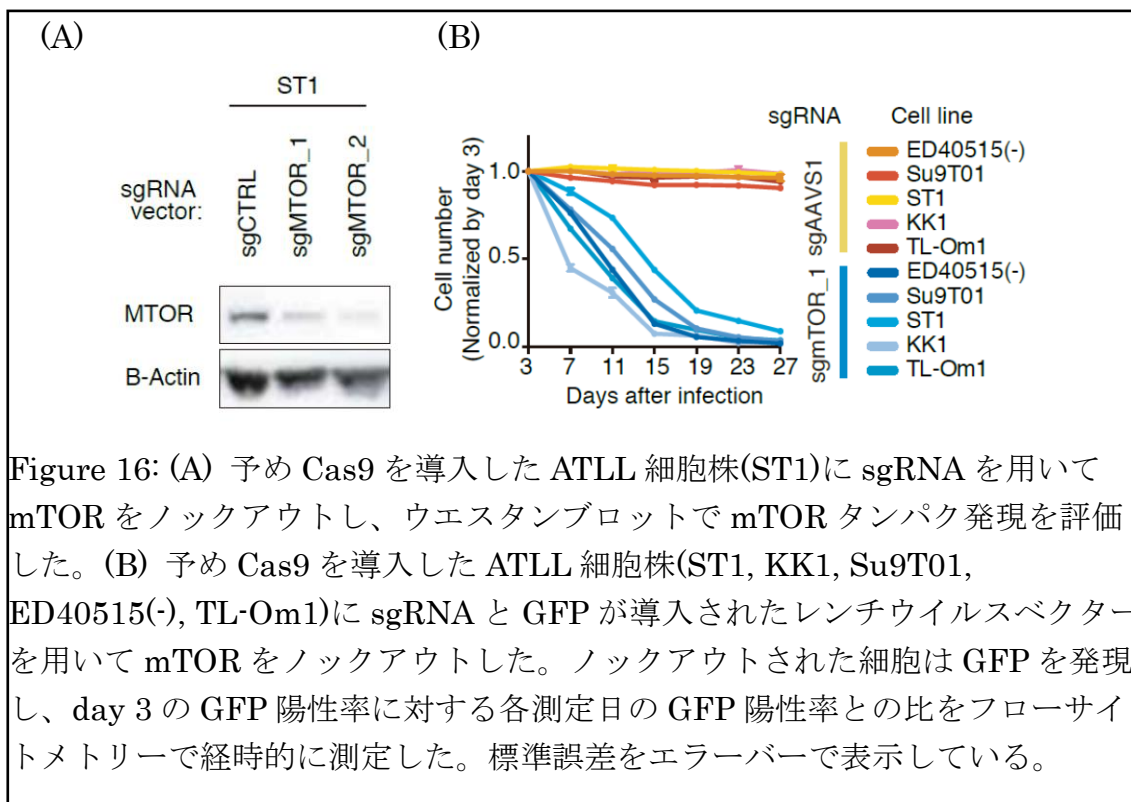 (A)
(B)
ST1
sgRNA vector:
sgCTRL
sgMTOR_1
sgMTOR_2
MTOR
B-Actin
Cell number
(Normalized by day 3)
1.0
0.5
0.0
3 7 11 15 19 23 27
Days after infection
sgRNA
Cell line
sgAAVS1
ED40515(-)
Su9T01
ST1
KK1
TL-Om1
sgmTOR_1
ED40515(-)
Su9T01
ST1
KK1
TL-Om1
Figure 16: (A) 予め Cas9 を導入した ATLL 細胞株(ST1)に sgRNA を用いて
mTOR をノックアウトし、ウエスタンブロットで mTOR タンパク発現を評価
した。(B) 予め Cas9 を導入した ATLL 細胞株(ST1, KK1, Su9T01,
ED40515(-), TL-Om1)に sgRNA と GFP が導入されたレンチウイルスベクター
を用いて mTOR をノックアウトした。ノックアウトされた細胞は GFP を発現
し、day 3 の GFP 陽性率に対する各測定日の GFP 陽性率との比をフローサイ
トメトリーで経時的に測定した。標準誤差をエラーバーで表示している。